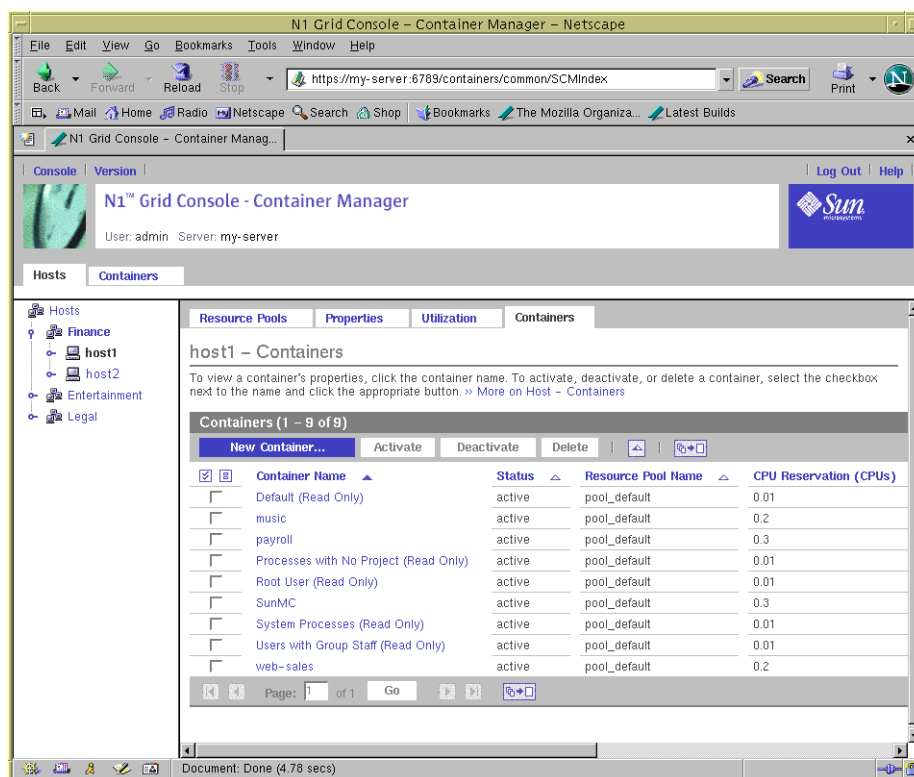 N1 Grid Console – Container Manager – Netscape
File Edit View Go Bookmarks Tools Window Help
Back Forward Reload Stop https://my-server:6789/containers/common/SCMIndex Search Print N
Mail Home Radio Netscape Search Shop Bookmarks The Mozilla Organiza... Latest Builds
N1 Grid Console – Container Manag...
Console Version Log Out Help
N1™ Grid Console - Container Manager
Sun
microsystems
User: admin Server: my-server
Hosts Containers
Hosts
Finance
host1
host2
Entertainment
Legal
Resource Pools Properties Utilization Containers
host1 – Containers
To view a container's properties, click the container name. To activate, deactivate, or delete a container, select the checkbox
next to the name and click the appropriate button. » More on Host – Containers
Containers (1 – 9 of 9)
New Container... Activate Deactivate Delete
Container Name Status Resource Pool Name CPU Reservation (CPUs)
Default (Read Only) active pool_default 0.01
music active pool_default 0.2
payroll active pool_default 0.3
Processes with No Project (Read Only) active pool_default 0.01
Root User (Read Only) active pool_default 0.01
SunMC active pool_default 0.3
System Processes (Read Only) active pool_default 0.01
Users with Group Staff (Read Only) active pool_default 0.01
web-sales active pool_default 0.2
Page: 1 of 1 Go
Document: Done (4.78 secs)